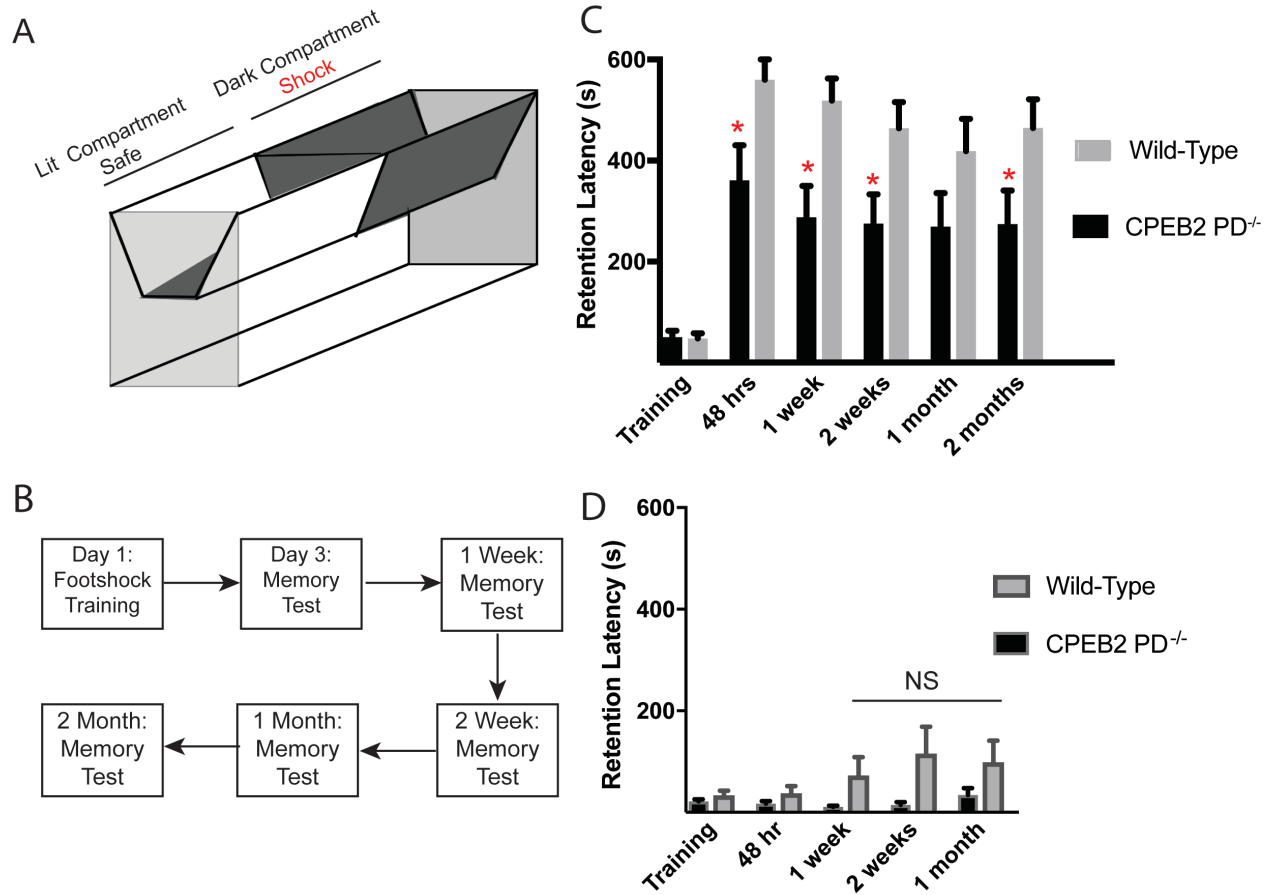 A
Lit Compartment
Safe
Dark Compartment
Shock
B
Day 1:
Footshock
Training
Day 3:
Memory
Test
1 Week:
Memory
Test
2 Week:
Memory
Test
1 Month:
Memory
Test
2 Month:
Memory
Test
C
Retention Latency (s)
600
400
200
*
*
*
*
Training
48 hrs
1 week
2 weeks
1 month
2 months
Wild-Type
CPEB2 PD-/-
D
Retention Latency (s)
600
400
200
NS
Training
48 hr
1 week
2 weeks
1 month
Wild-Type
CPEB2 PD-/-